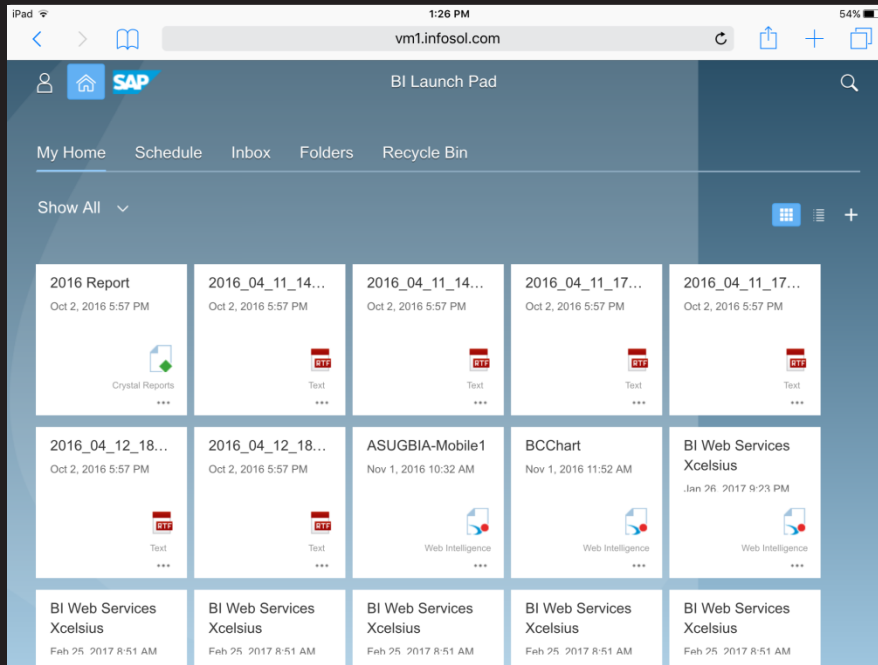 iPad 1:26 PM 54%
vm1.infosol.com
SAP BI Launch Pad
My Home Schedule Inbox Folders Recycle Bin
Show All
2016 Report
Oct 2, 2016 5:57 PM
Crystal Reports
2016_04_11_14...
Oct 2, 2016 5:57 PM
RTF
Text
2016_04_11_14...
Oct 2, 2016 5:57 PM
RTF
Text
2016_04_11_17...
Oct 2, 2016 5:57 PM
RTF
Text
2016_04_11_17...
Oct 2, 2016 5:57 PM
RTF
Text
2016_04_12_18...
Oct 2, 2016 5:57 PM
RTF
Text
2016_04_12_18...
Oct 2, 2016 5:57 PM
RTF
Text
ASUGBIA-Mobile1
Nov 1, 2016 10:32 AM
Web Intelligence
BCChart
Nov 1, 2016 11:52 AM
Web Intelligence
BI Web Services
Xcelsius
Jan 26, 2017 9:23 PM
Web Intelligence
BI Web Services
Xcelsius
Feb 25, 2017 8:51 AM
BI Web Services
Xcelsius
Feb 25, 2017 8:51 AM
BI Web Services
Xcelsius
Feb 25, 2017 8:51 AM
BI Web Services
Xcelsius
Feb 25, 2017 8:51 AM
BI Web Services
Xcelsius
Feb 25, 2017 8:51 AM